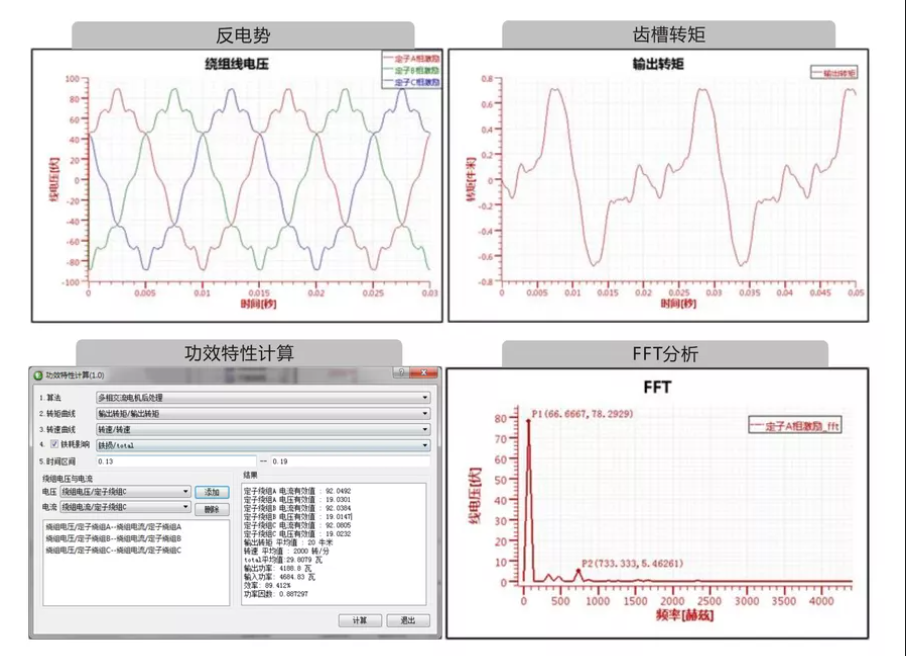 反电势
齿槽转矩
绕组线电压
定子A相激励
定子B相激励
定子C相激励
100
80
60
40
20
0
-20
-40
-60
-80
-100
线电压[伏]
0
0.005
0.01
0.015
0.02
0.025
0.03
时间[秒]
输出转矩
输出转矩
0.8
0.6
0.4
0.2
0
-0.2
-0.4
-0.6
-0.8
转矩[牛米]
0
0.005
0.01
0.015
0.02
0.025
0.03
0.035
0.04
0.045
0.05
时间[秒]
功效特性计算
FFT分析
功效特性计算(1.0)
1.算法
多相交流电机后处理
2.转矩曲线
输出转矩/输出转矩
3.转速曲线
转速/转速
4. 铁耗影响
铁损/total
5.时间区间
0.13 -- 0.19
绕组电压与电流
电压 绕组电压/定子绕组C 添加
电流 绕组电流/定子绕组C 删除
绕组电压/定子绕组A--绕组电流/定子绕组A
绕组电压/定子绕组B--绕组电流/定子绕组B
绕组电压/定子绕组C--绕组电流/定子绕组C
结果
定子绕组A 电流有效值 : 92.0492
定子绕组A 电压有效值 : 19.0301
定子绕组B 电流有效值 : 92.0384
定子绕组B 电压有效值 : 19.0147
定子绕组C 电流有效值 : 92.0805
定子绕组C 电压有效值 : 19.0232
输出转矩 平均值 : 20 牛米
转速 平均值 : 2000 转/分
total平均值:29.8079 瓦
输出功率: 4188.8 瓦
输入功率: 4684.83 瓦
效率: 89.412%
功率因数: 0.887297
计算
退出
FFT
P1(66.6667,78.2929)
定子A相激励_fft
P2(733.333,5.46261)
80
70
60
50
40
30
20
10
0
线电压[伏]
0
500
1000
1500
2000
2500
3000
3500
4000
频率[赫兹]